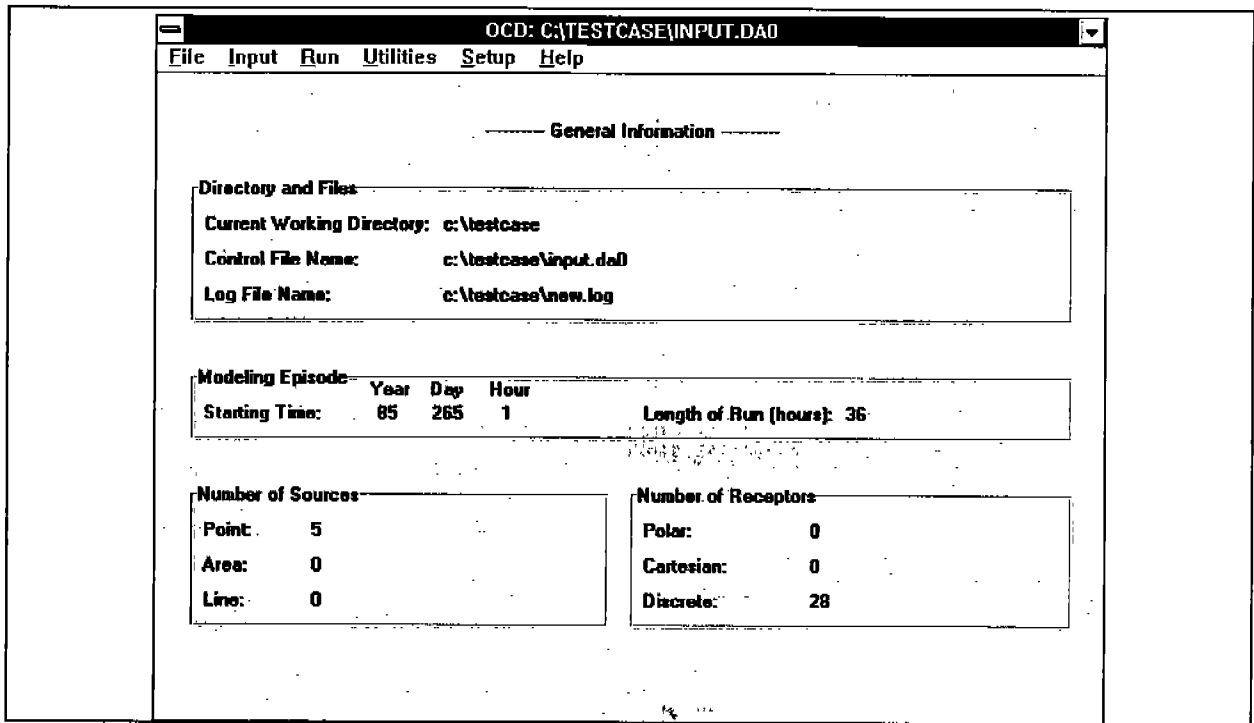 OCD: C:\TESTCASE\INPUT.DA0
File Input Run Utilities Setup Help
General Information
Directory and Files
Current Working Directory: c:\testcase
Control File Name: c:\testcase\input.da0
Log File Name: c:\testcase\new.log
Modeling Episode
Year Day Hour
Starting Time: 85 265 1 Length of Run (hours): 36
Number of Sources
Point: 5
Area: 0
Line: 0
Number of Receptors
Polar: 0
Cartesian: 0
Discrete: 28